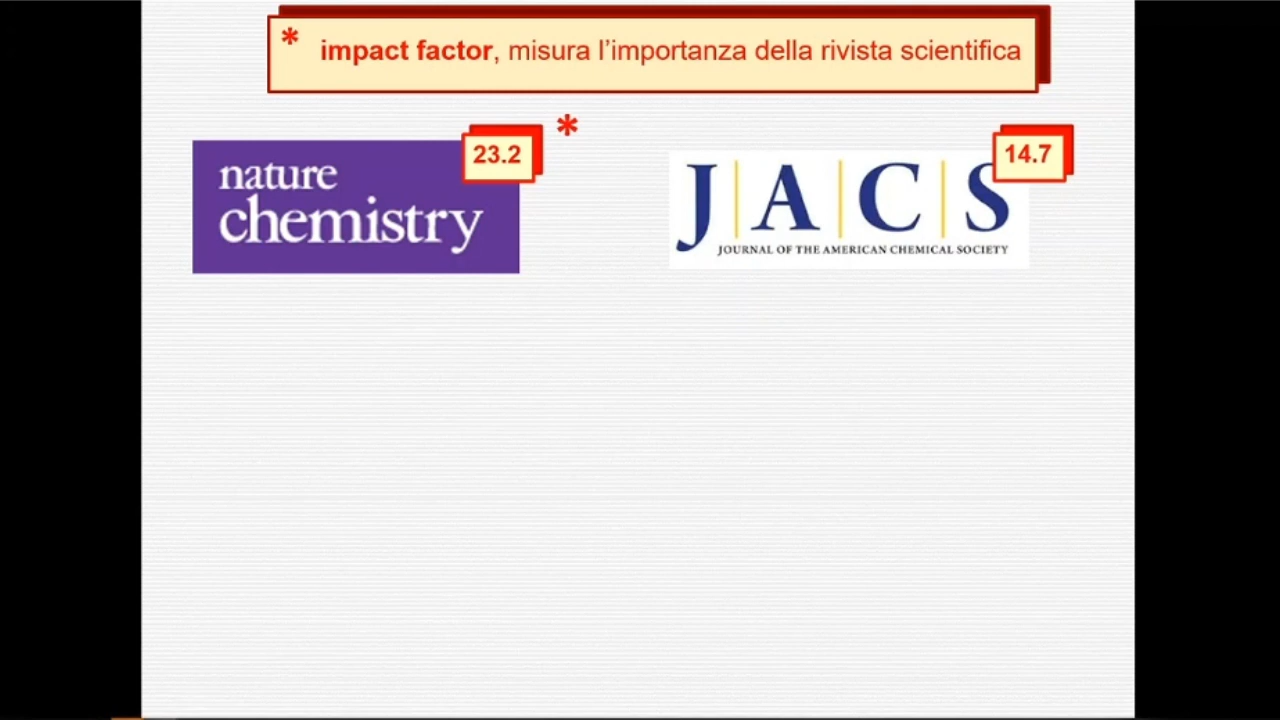 * impact factor, misura l’importanza della rivista scientifica
*
23.2
nature
chemistry
14.7
J|A|C|S
JOURNAL OF THE AMERICAN CHEMICAL SOCIETY